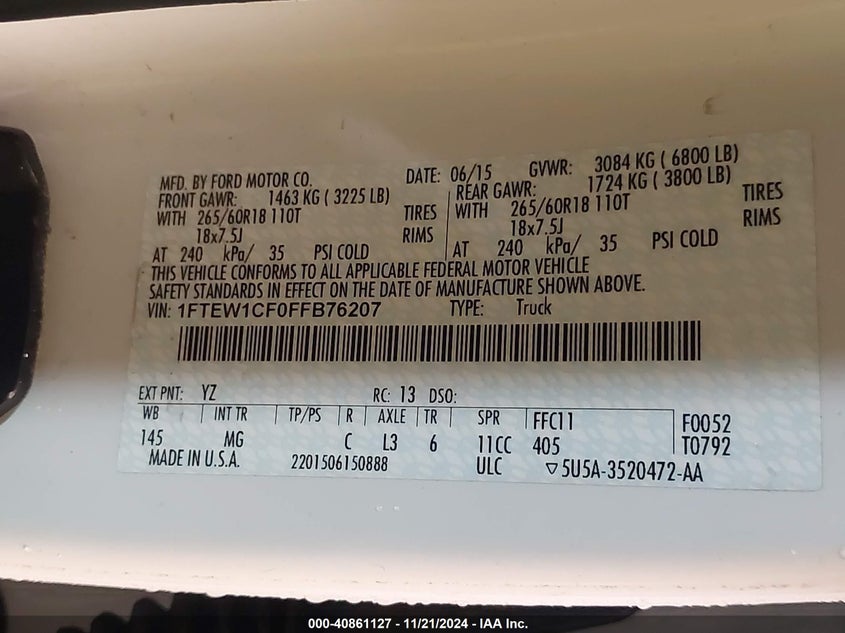 MFD. BY FORD MOTOR CO. DATE: 06/15 GVWR: 3084 KG ( 6800 LB)
FRONT GAWR: 1463 KG ( 3225 LB) REAR GAWR: 1724 KG ( 3800 LB)
WITH 265/60R18 110T TIRES WITH 265/60R18 110T TIRES
18x7.5J RIMS 18x7.5J RIMS
AT 240 kPa/ 35 PSI COLD AT 240 kPa/ 35 PSI COLD
THIS VEHICLE CONFORMS TO ALL APPLICABLE FEDERAL MOTOR VEHICLE
SAFETY STANDARDS IN EFFECT ON THE DATE OF MANUFACTURE SHOWN ABOVE.
VIN: 1FTEW1CF0FFB76207 TYPE: Truck
EXT PNT: YZ RC: 13 DSO:
WB INT TR TP/PS R AXLE TR SPR FFC11 F0052
145 MG C L3 6 11CC 405 T0792
MADE IN U.S.A. 2201506150888 ULC ▽5U5A-3520472-AA
000-40861127 - 11/21/2024 - IAA Inc.